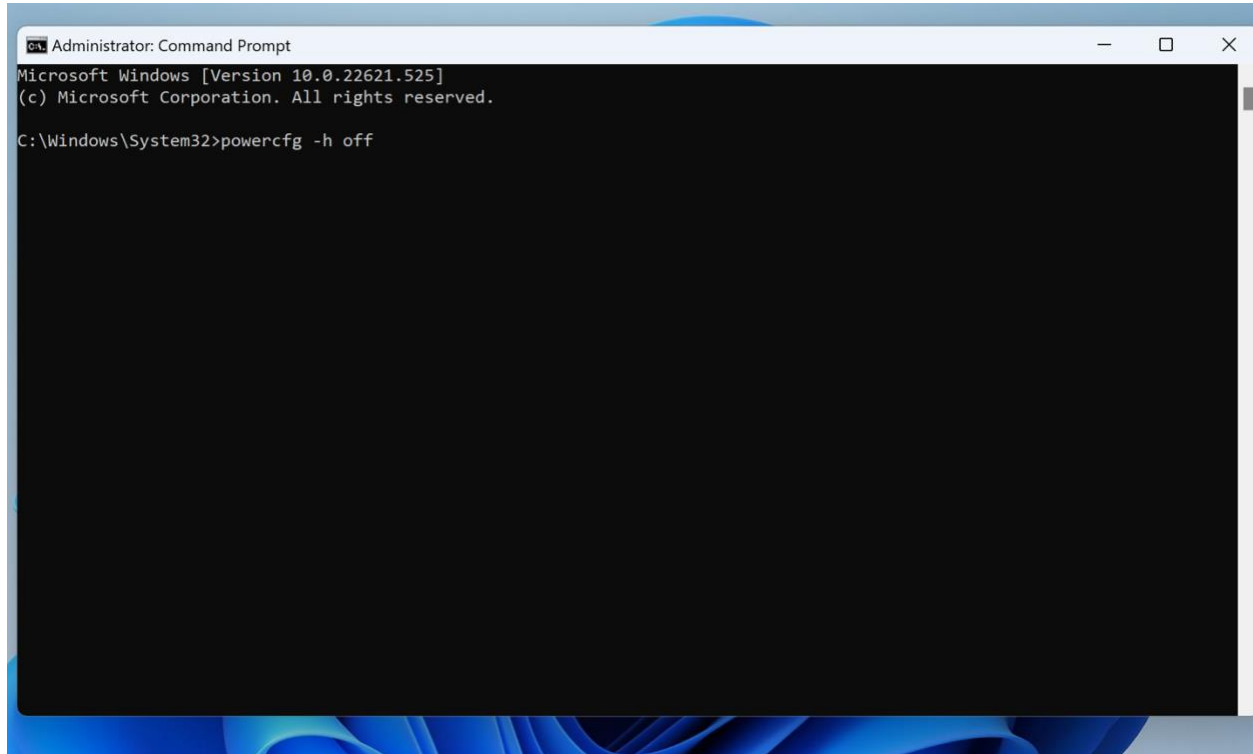 Administrator: Command Prompt
Microsoft Windows [Version 10.0.22621.525]
(c) Microsoft Corporation. All rights reserved.
C:\Windows\System32>powercfg -h off